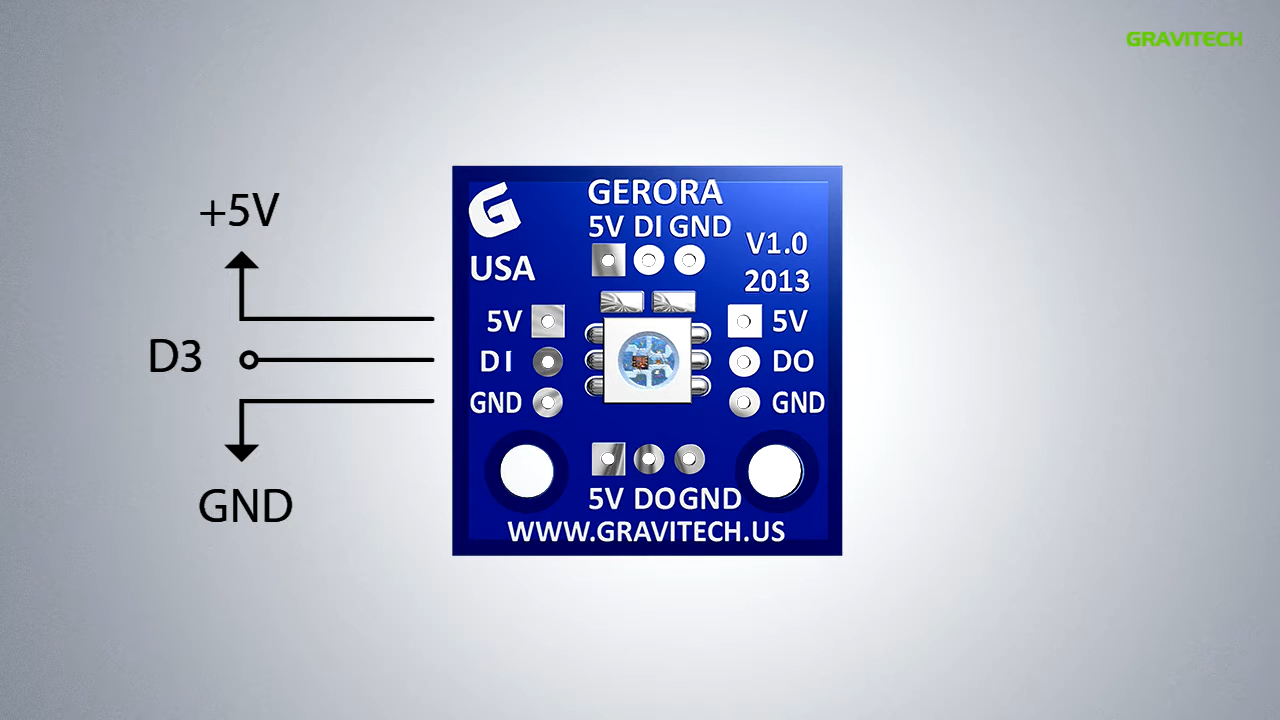 GRAVITECH
+5V
D3
GND
G
GERORA
5V DI GND
USA
V1.0
2013
5V
DI
GND
5V
DO
GND
5V DO GND
WWW.GRAVITECH.US